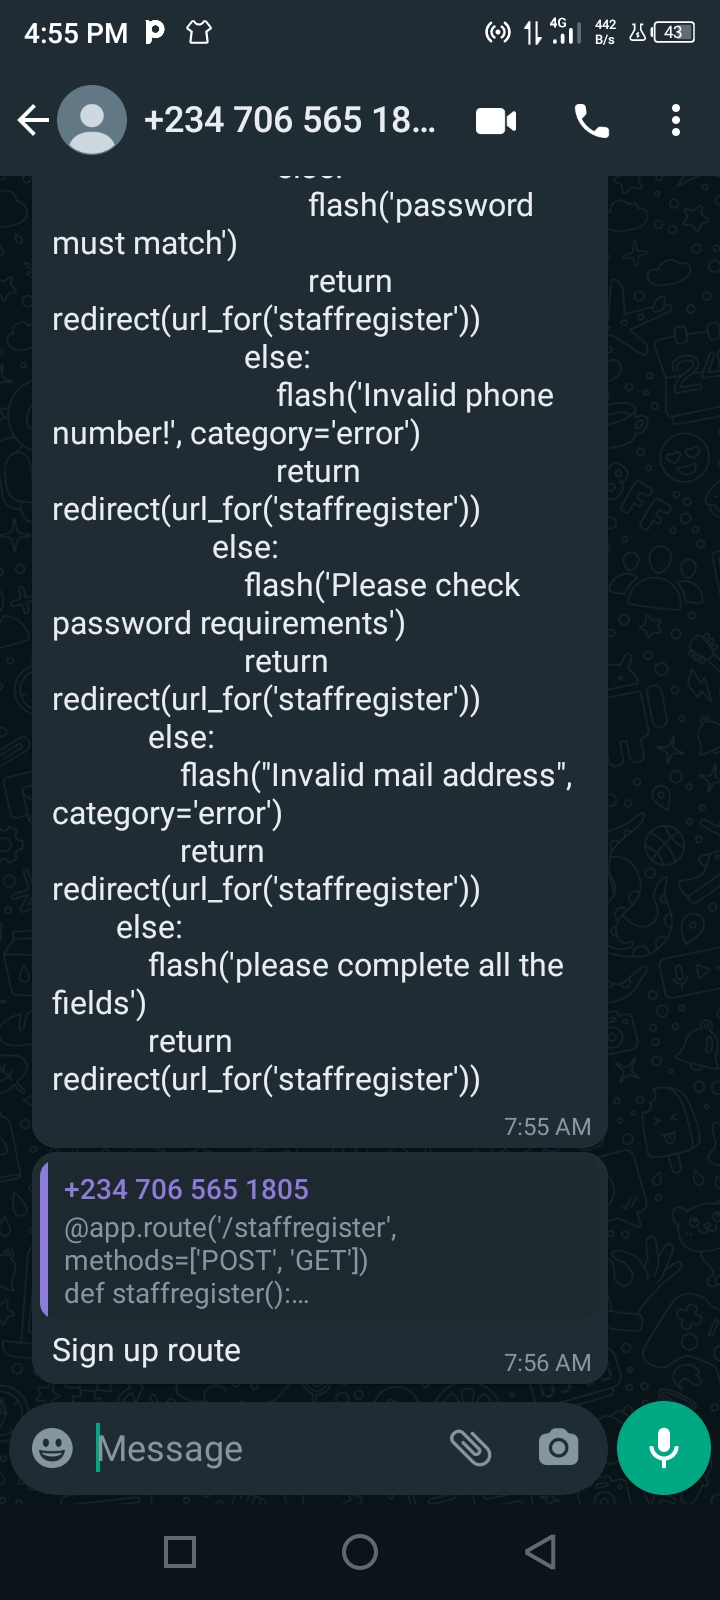 4:55 PM
4G
442
B/s
43
+234 706 565 18...
else:
flash('password
must match')
return
redirect(url_for('staffregister'))
else:
flash('Invalid phone
number!', category='error')
return
redirect(url_for('staffregister'))
else:
flash('Please check
password requirements')
return
redirect(url_for('staffregister'))
else:
flash("Invalid mail address",
category='error')
return
redirect(url_for('staffregister'))
else:
flash('please complete all the
fields')
return
redirect(url_for('staffregister'))
7:55 AM
+234 706 565 1805
@app.route('/staffregister',
methods=['POST', 'GET'])
def staffregister():...
Sign up route
7:56 AM
Message